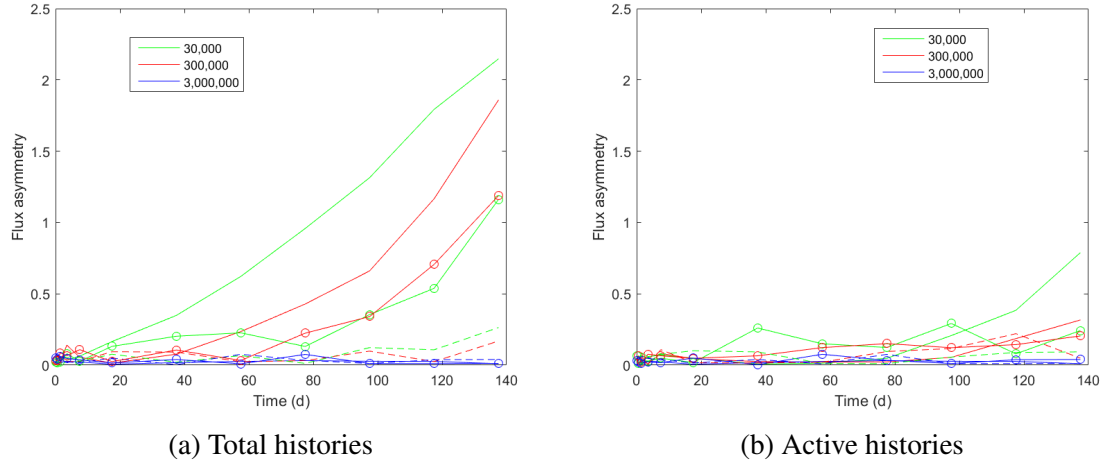 2.5
2
1.5
1
0.5
0
Flux asymmetry
30,000
300,000
3,000,000
0 20 40 60 80 100 120 140
Time (d)
(a) Total histories
2.5
2
1.5
1
0.5
0
Flux asymmetry
30,000
300,000
3,000,000
0 20 40 60 80 100 120 140
Time (d)
(b) Active histories